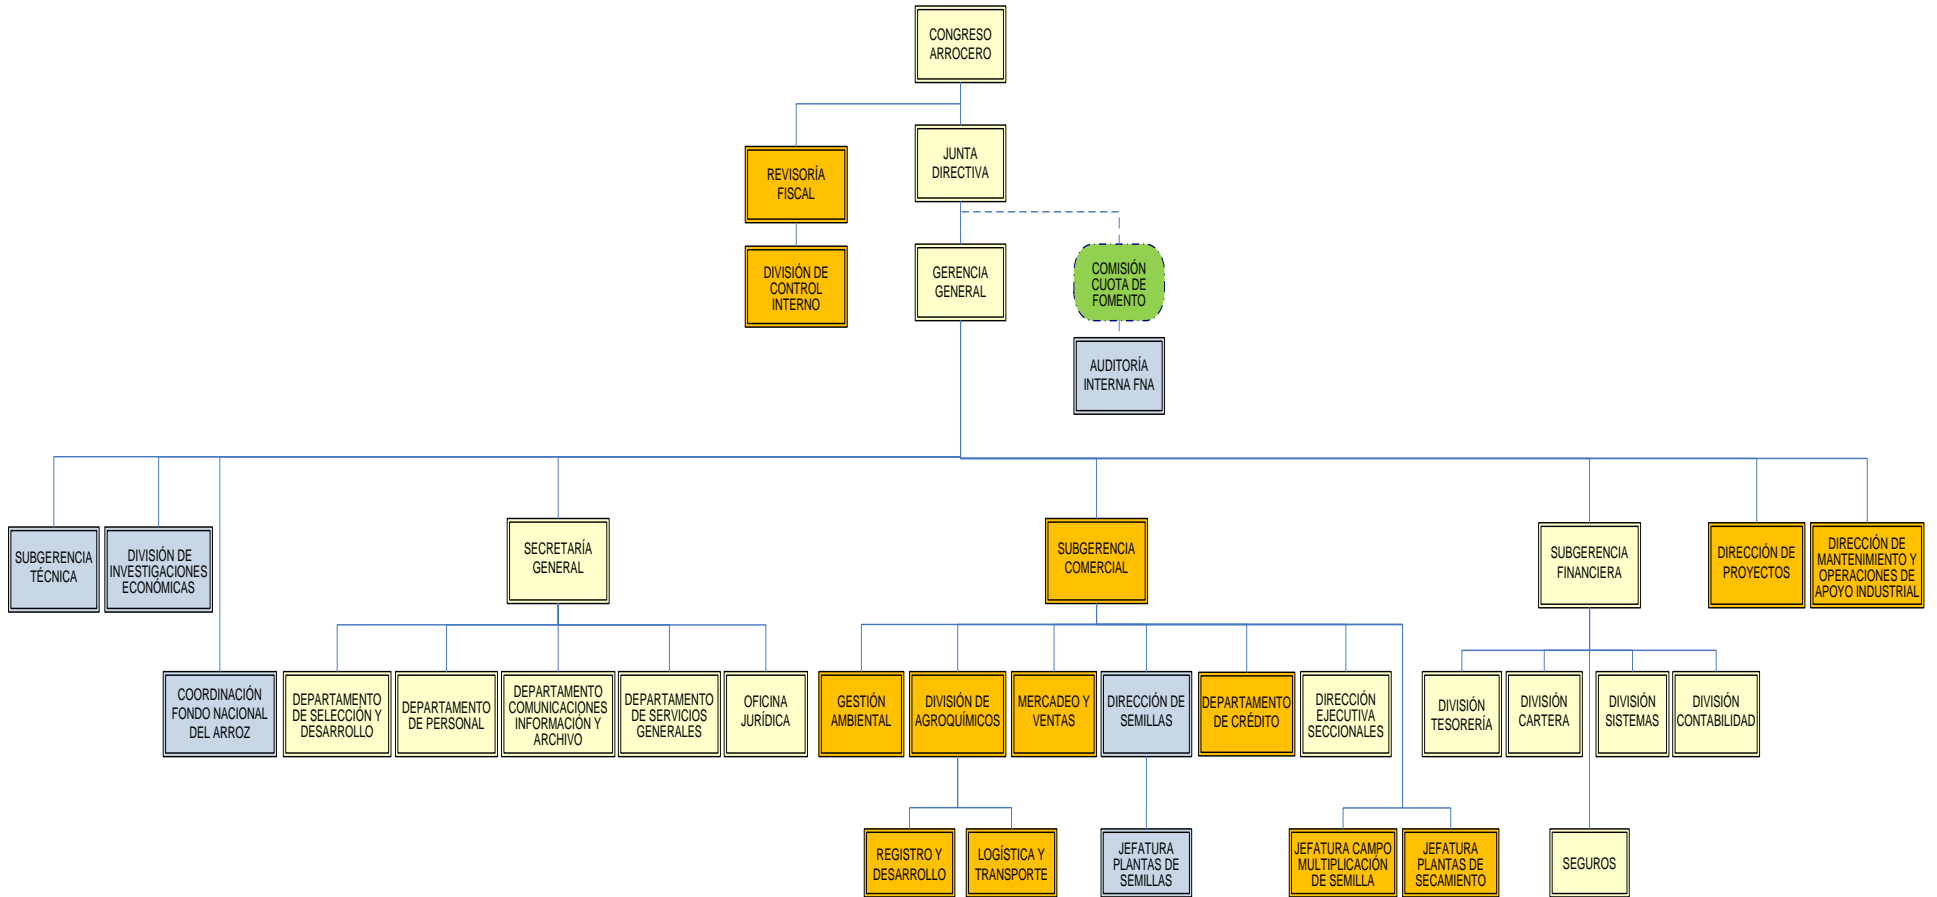 CONGRESO
ARROCERO
REVISORÍA
FISCAL
JUNTA
DIRECTIVA
DIVISIÓN DE
CONTROL
INTERNO
GERENCIA
GENERAL
COMISIÓN
CUOTA DE
FOMENTO
AUDITORÍA
INTERNA FNA
SUBGERENCIA
TÉCNICA
DIVISIÓN DE
INVESTIGACIONES
ECONÓMICAS
SECRETARÍA
GENERAL
SUBGERENCIA
COMERCIAL
SUBGERENCIA
FINANCIERA
DIRECCIÓN DE
PROYECTOS
DIRECCIÓN DE
MANTENIMIENTO Y
OPERACIONES DE
APOYO INDUSTRIAL
COORDINACIÓN
FONDO NACIONAL
DEL ARROZ
DEPARTAMENTO
DE SELECCIÓN Y
DESARROLLO
DEPARTAMENTO
DE PERSONAL
DEPARTAMENTO
COMUNICACIONES
INFORMACIÓN Y
ARCHIVO
DEPARTAMENTO
DE SERVICIOS
GENERALES
OFICINA
JURÍDICA
GESTIÓN
AMBIENTAL
DIVISIÓN DE
AGROQUÍMICOS
MERCADEO Y
VENTAS
DIRECCIÓN DE
SEMILLAS
DEPARTAMENTO
DE CRÉDITO
DIRECCIÓN
EJECUTIVA
SECCIONALES
DIVISIÓN
TESORERÍA
DIVISIÓN
CARTERA
DIVISIÓN
SISTEMAS
DIVISIÓN
CONTABILIDAD
REGISTRO Y
DESARROLLO
LOGÍSTICA Y
TRANSPORTE
JEFATURA
PLANTAS DE
SEMILLAS
JEFATURA CAMPO
MULTIPLICACIÓN
DE SEMILLA
JEFATURA
PLANTAS DE
SECAMIENTO
SEGUROS